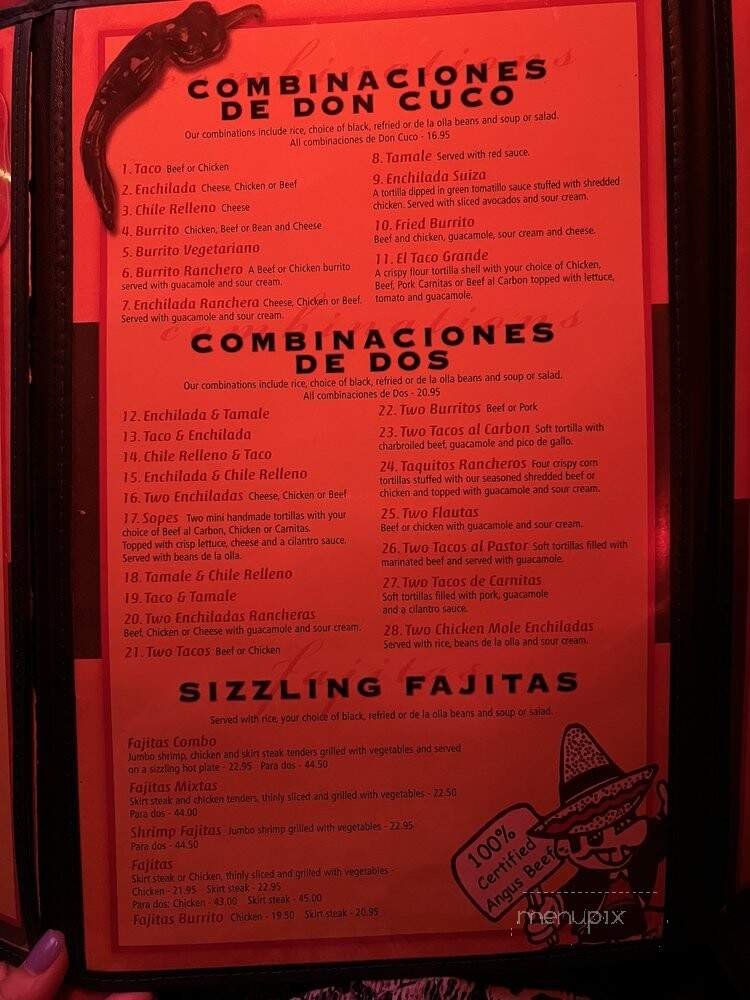 combinations
COMBINACIONES
DE DON CUCO
Our combinations include rice, choice of black, refried or de la olla beans and soup or salad.
All combinaciones de Don Cuco - 16.95
1. Taco Beef or Chicken
2. Enchilada Cheese, Chicken or Beef
3. Chile Relleno Cheese
4. Burrito Chicken, Beef or Bean and Cheese
5. Burrito Vegetariano
6. Burrito Ranchero A Beef or Chicken burrito
served with guacamole and sour cream.
7. Enchilada Ranchera Cheese, Chicken or Beef.
Served with guacamole and sour cream.
8. Tamale Served with red sauce.
9. Enchilada Suiza
A tortilla dipped in green tomatillo sauce stuffed with shredded
chicken. Served with sliced avocados and sour cream.
10. Fried Burrito
Beef and chicken, guacamole, sour cream and cheese.
11. El Taco Grande
A crispy flour tortilla shell with your choice of Chicken,
Beef, Pork Carnitas or Beef al Carbon topped with lettuce,
tomato and guacamole.
combinations
COMBINACIONES
DE DOS
Our combinations include rice, choice of black, refried or de la olla beans and soup or salad.
All combinaciones de Dos - 20.95
12. Enchilada & Tamale
13. Taco & Enchilada
14. Chile Relleno & Taco
15. Enchilada & Chile Relleno
16. Two Enchiladas Cheese, Chicken or Beef
17. Sopes Two mini handmade tortillas with your
choice of Beef al Carbon, Chicken or Carnitas.
Topped with crisp lettuce, cheese and a cilantro sauce.
Served with beans de la olla.
18. Tamale & Chile Relleno
19. Taco & Tamale
20. Two Enchiladas Rancheras
Beef, Chicken or Cheese with guacamole and sour cream.
21. Two Tacos Beef or Chicken
22. Two Burritos Beef or Pork
23. Two Tacos al Carbon Soft tortilla with
charbroiled beef, guacamole and pico de gallo.
24. Taquitos Rancheros Four crispy corn
tortillas stuffed with our seasoned shredded beef or
chicken and topped with guacamole and sour cream.
25. Two Flautas
Beef or chicken with guacamole and sour cream.
26. Two Tacos al Pastor Soft tortillas filled with
marinated beef and served with guacamole.
27. Two Tacos de Carnitas
Soft tortillas filled with pork, guacamole
and a cilantro sauce.
28. Two Chicken Mole Enchiladas
Served with rice, beans de la olla and sour cream.
fajitas
SIZZLING FAJITAS
Served with rice, your choice of black, refried or de la olla beans and soup or salad.
Fajitas Combo
Jumbo shrimp, chicken and skirt steak tenders grilled with vegetables and served
on a sizzling hot plate - 22.95 Para dos - 44.50
Fajitas Mixtas
Skirt steak and chicken tenders, thinly sliced and grilled with vegetables - 22.50
Para dos - 44.00
Shrimp Fajitas Jumbo shrimp grilled with vegetables - 22.95
Para dos - 44.50
Fajitas
Skirt steak or Chicken, thinly sliced and grilled with vegetables
Chicken - 21.95 Skirt steak - 22.95
Para dos: Chicken - 43.00 Skirt steak - 45.00
Fajitas Burrito Chicken - 19.50 Skirt steak - 20.95
100%
Certified
Angus Beef
menupix